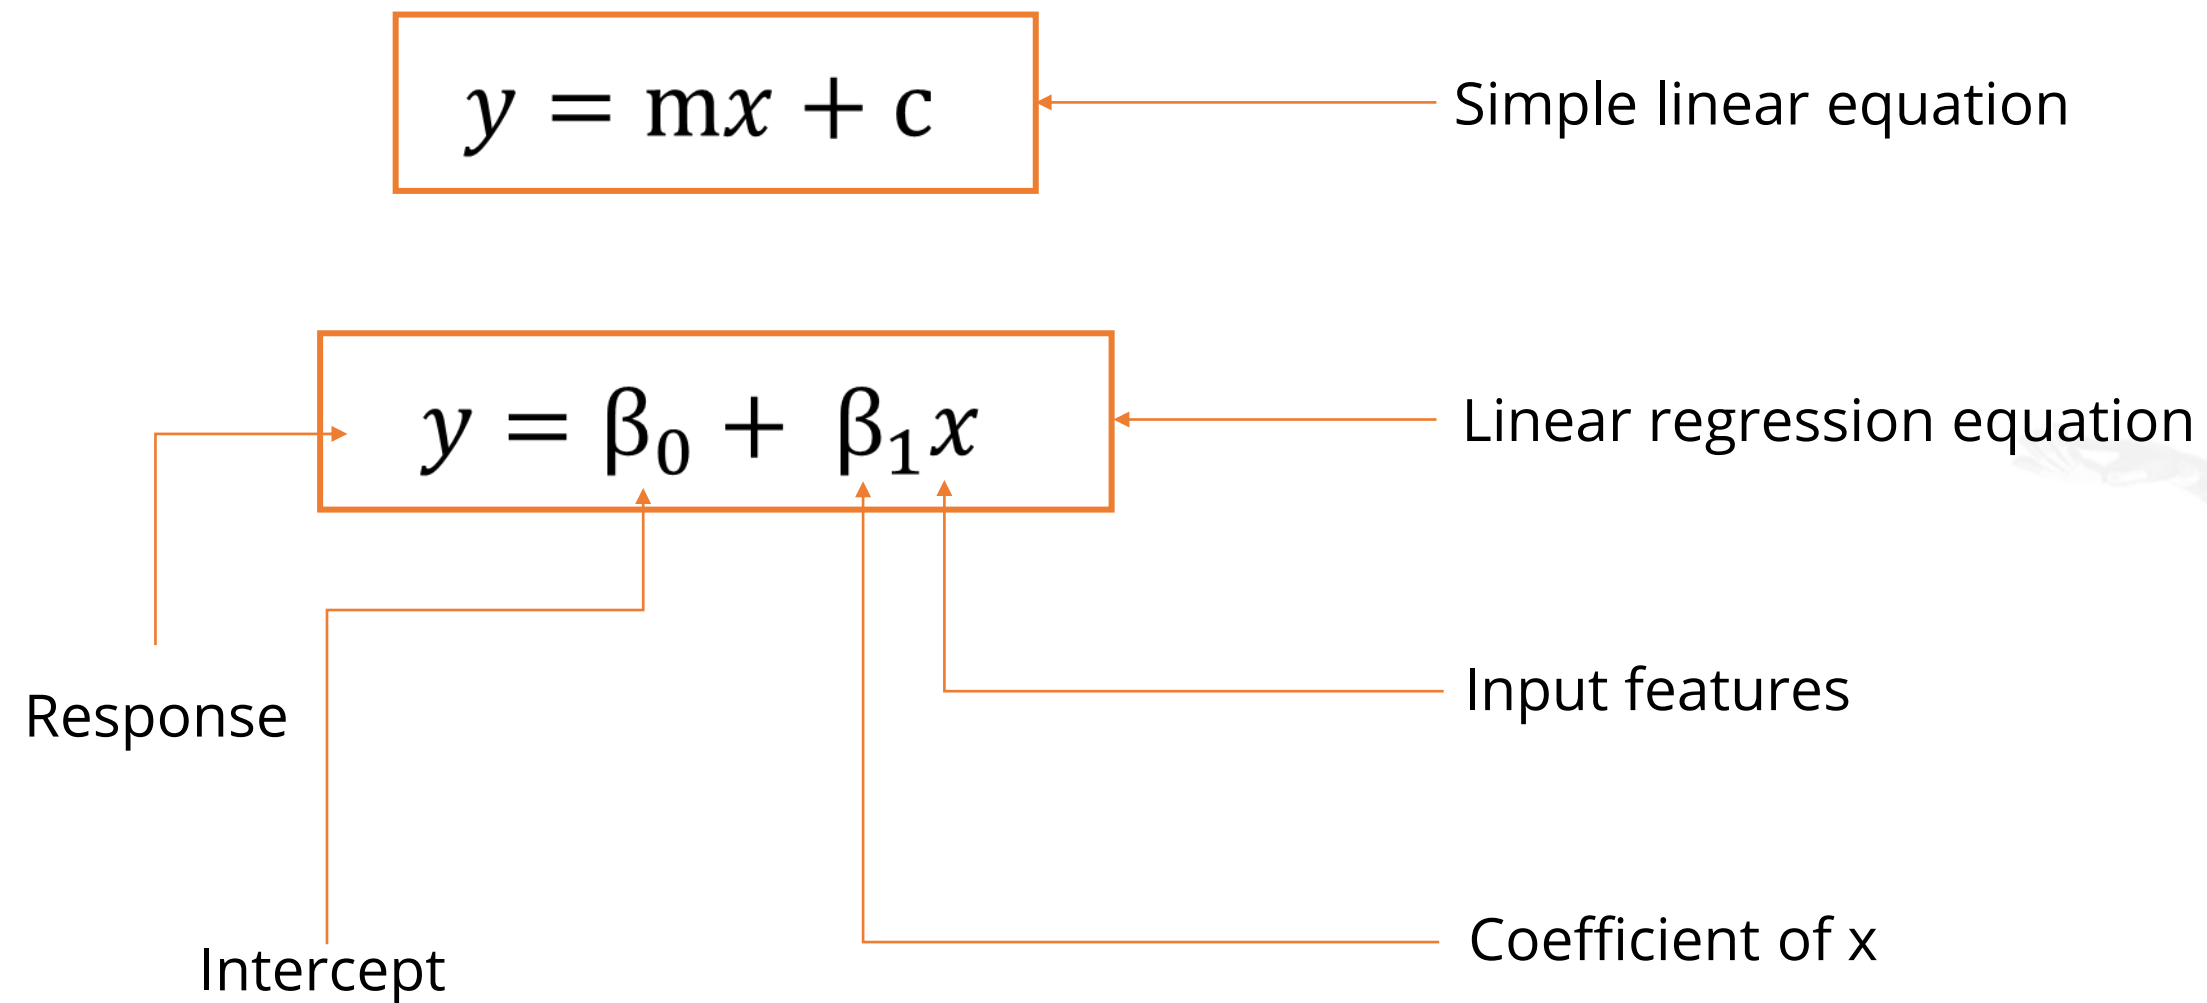 y = mx + c
Simple linear equation
y = β₀ + β₁x
Linear regression equation
Response
Input features
Intercept
Coefficient of x